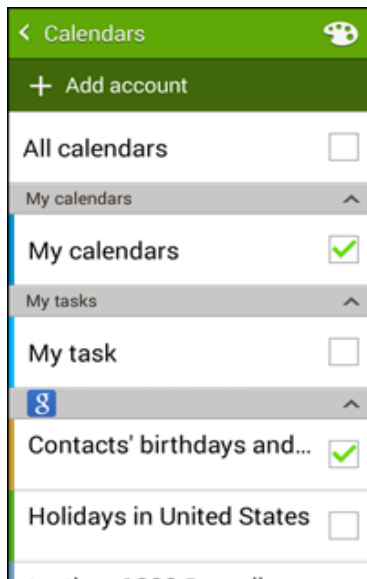 Calendars
+ Add account
All calendars
My calendars
My calendars
My tasks
My task
8
Contacts' birthdays and...
Holidays in United States